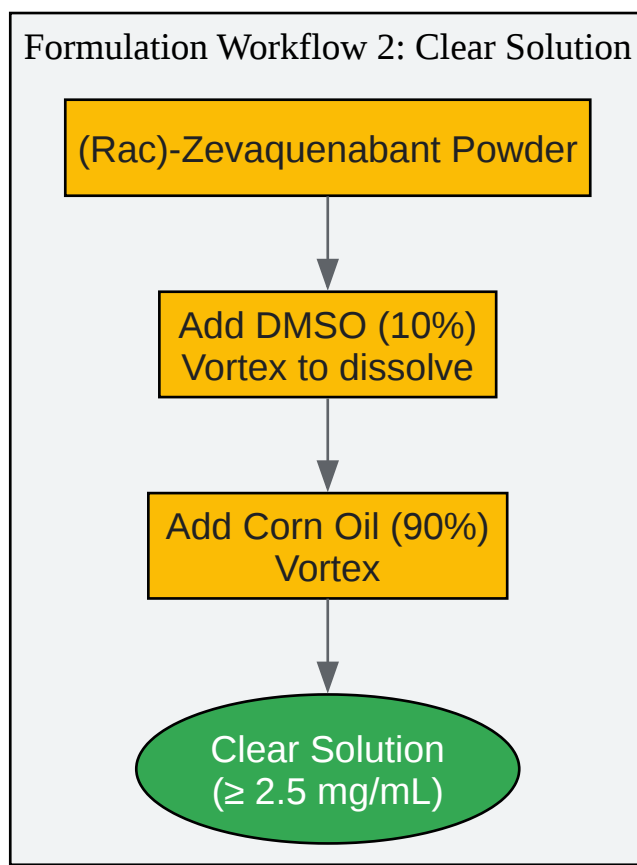 Formulation Workflow 2: Clear Solution
(Rac)-Zevaquenabant Powder
Add DMSO (10%)
Vortex to dissolve
Add Corn Oil (90%)
Vortex
Clear Solution
(≥ 2.5 mg/mL)